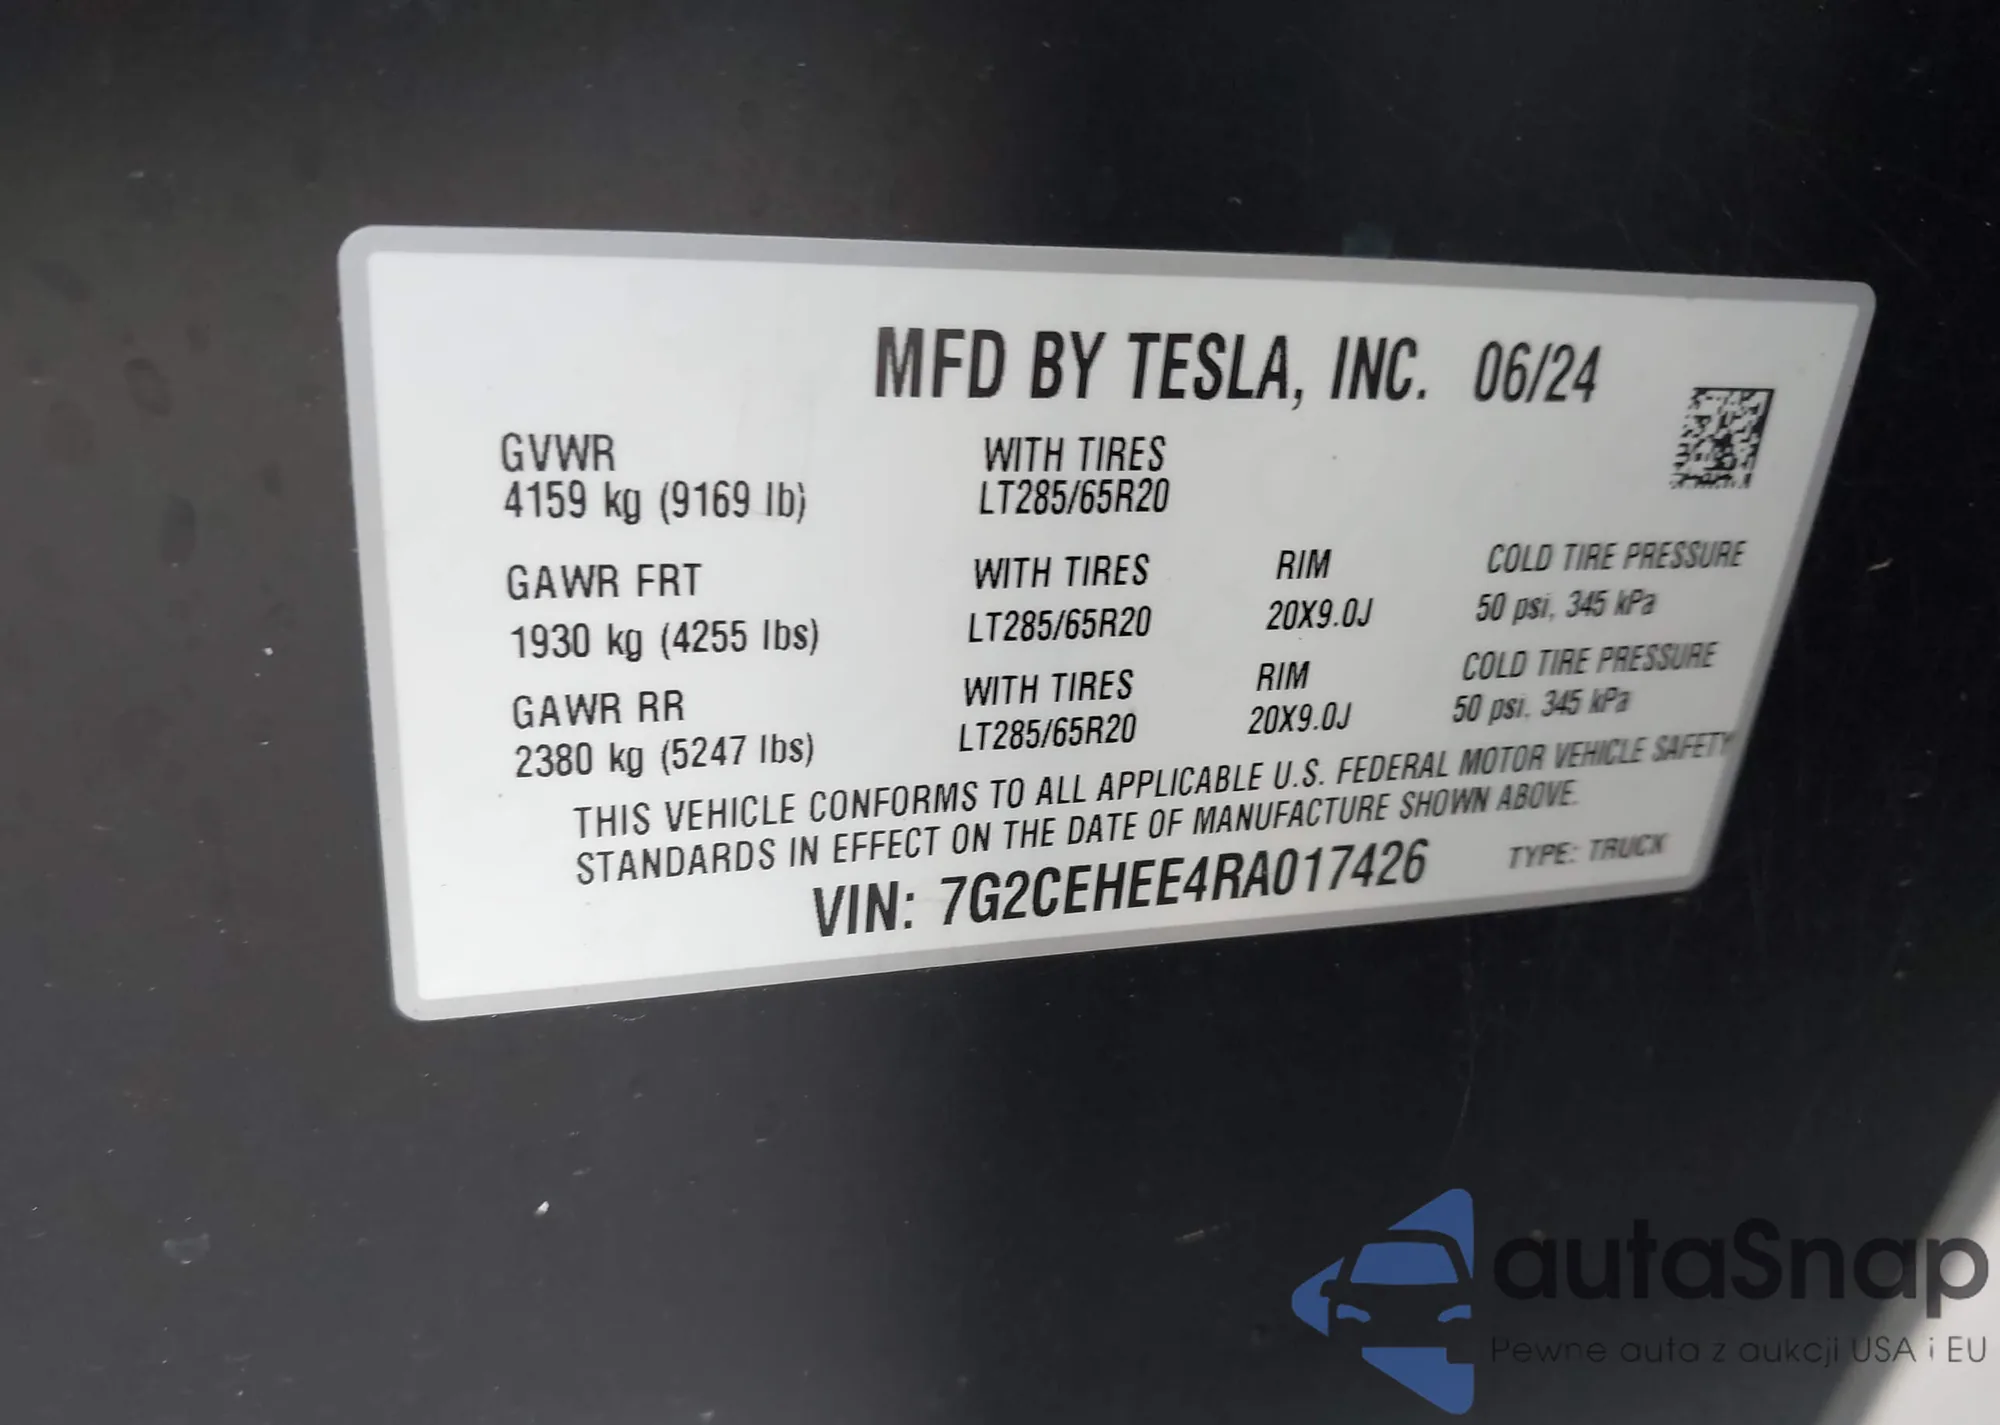 MFD BY TESLA, INC. 06/24
GVWR WITH TIRES
4159 kg (9169 lb) LT285/65R20
GAWR FRT WITH TIRES RIM COLD TIRE PRESSURE
1930 kg (4255 lbs) LT285/65R20 20X9.0J 50 psi, 345 kPa
GAWR RR WITH TIRES RIM COLD TIRE PRESSURE
2380 kg (5247 lbs) LT285/65R20 20X9.0J 50 psi, 345 kPa
THIS VEHICLE CONFORMS TO ALL APPLICABLE U.S. FEDERAL MOTOR VEHICLE SAFETY
STANDARDS IN EFFECT ON THE DATE OF MANUFACTURE SHOWN ABOVE.
VIN: 7G2CEHEE4RA017426 TYPE: TRUCK
autaSnap
Pewne auta z aukcji USA i EU